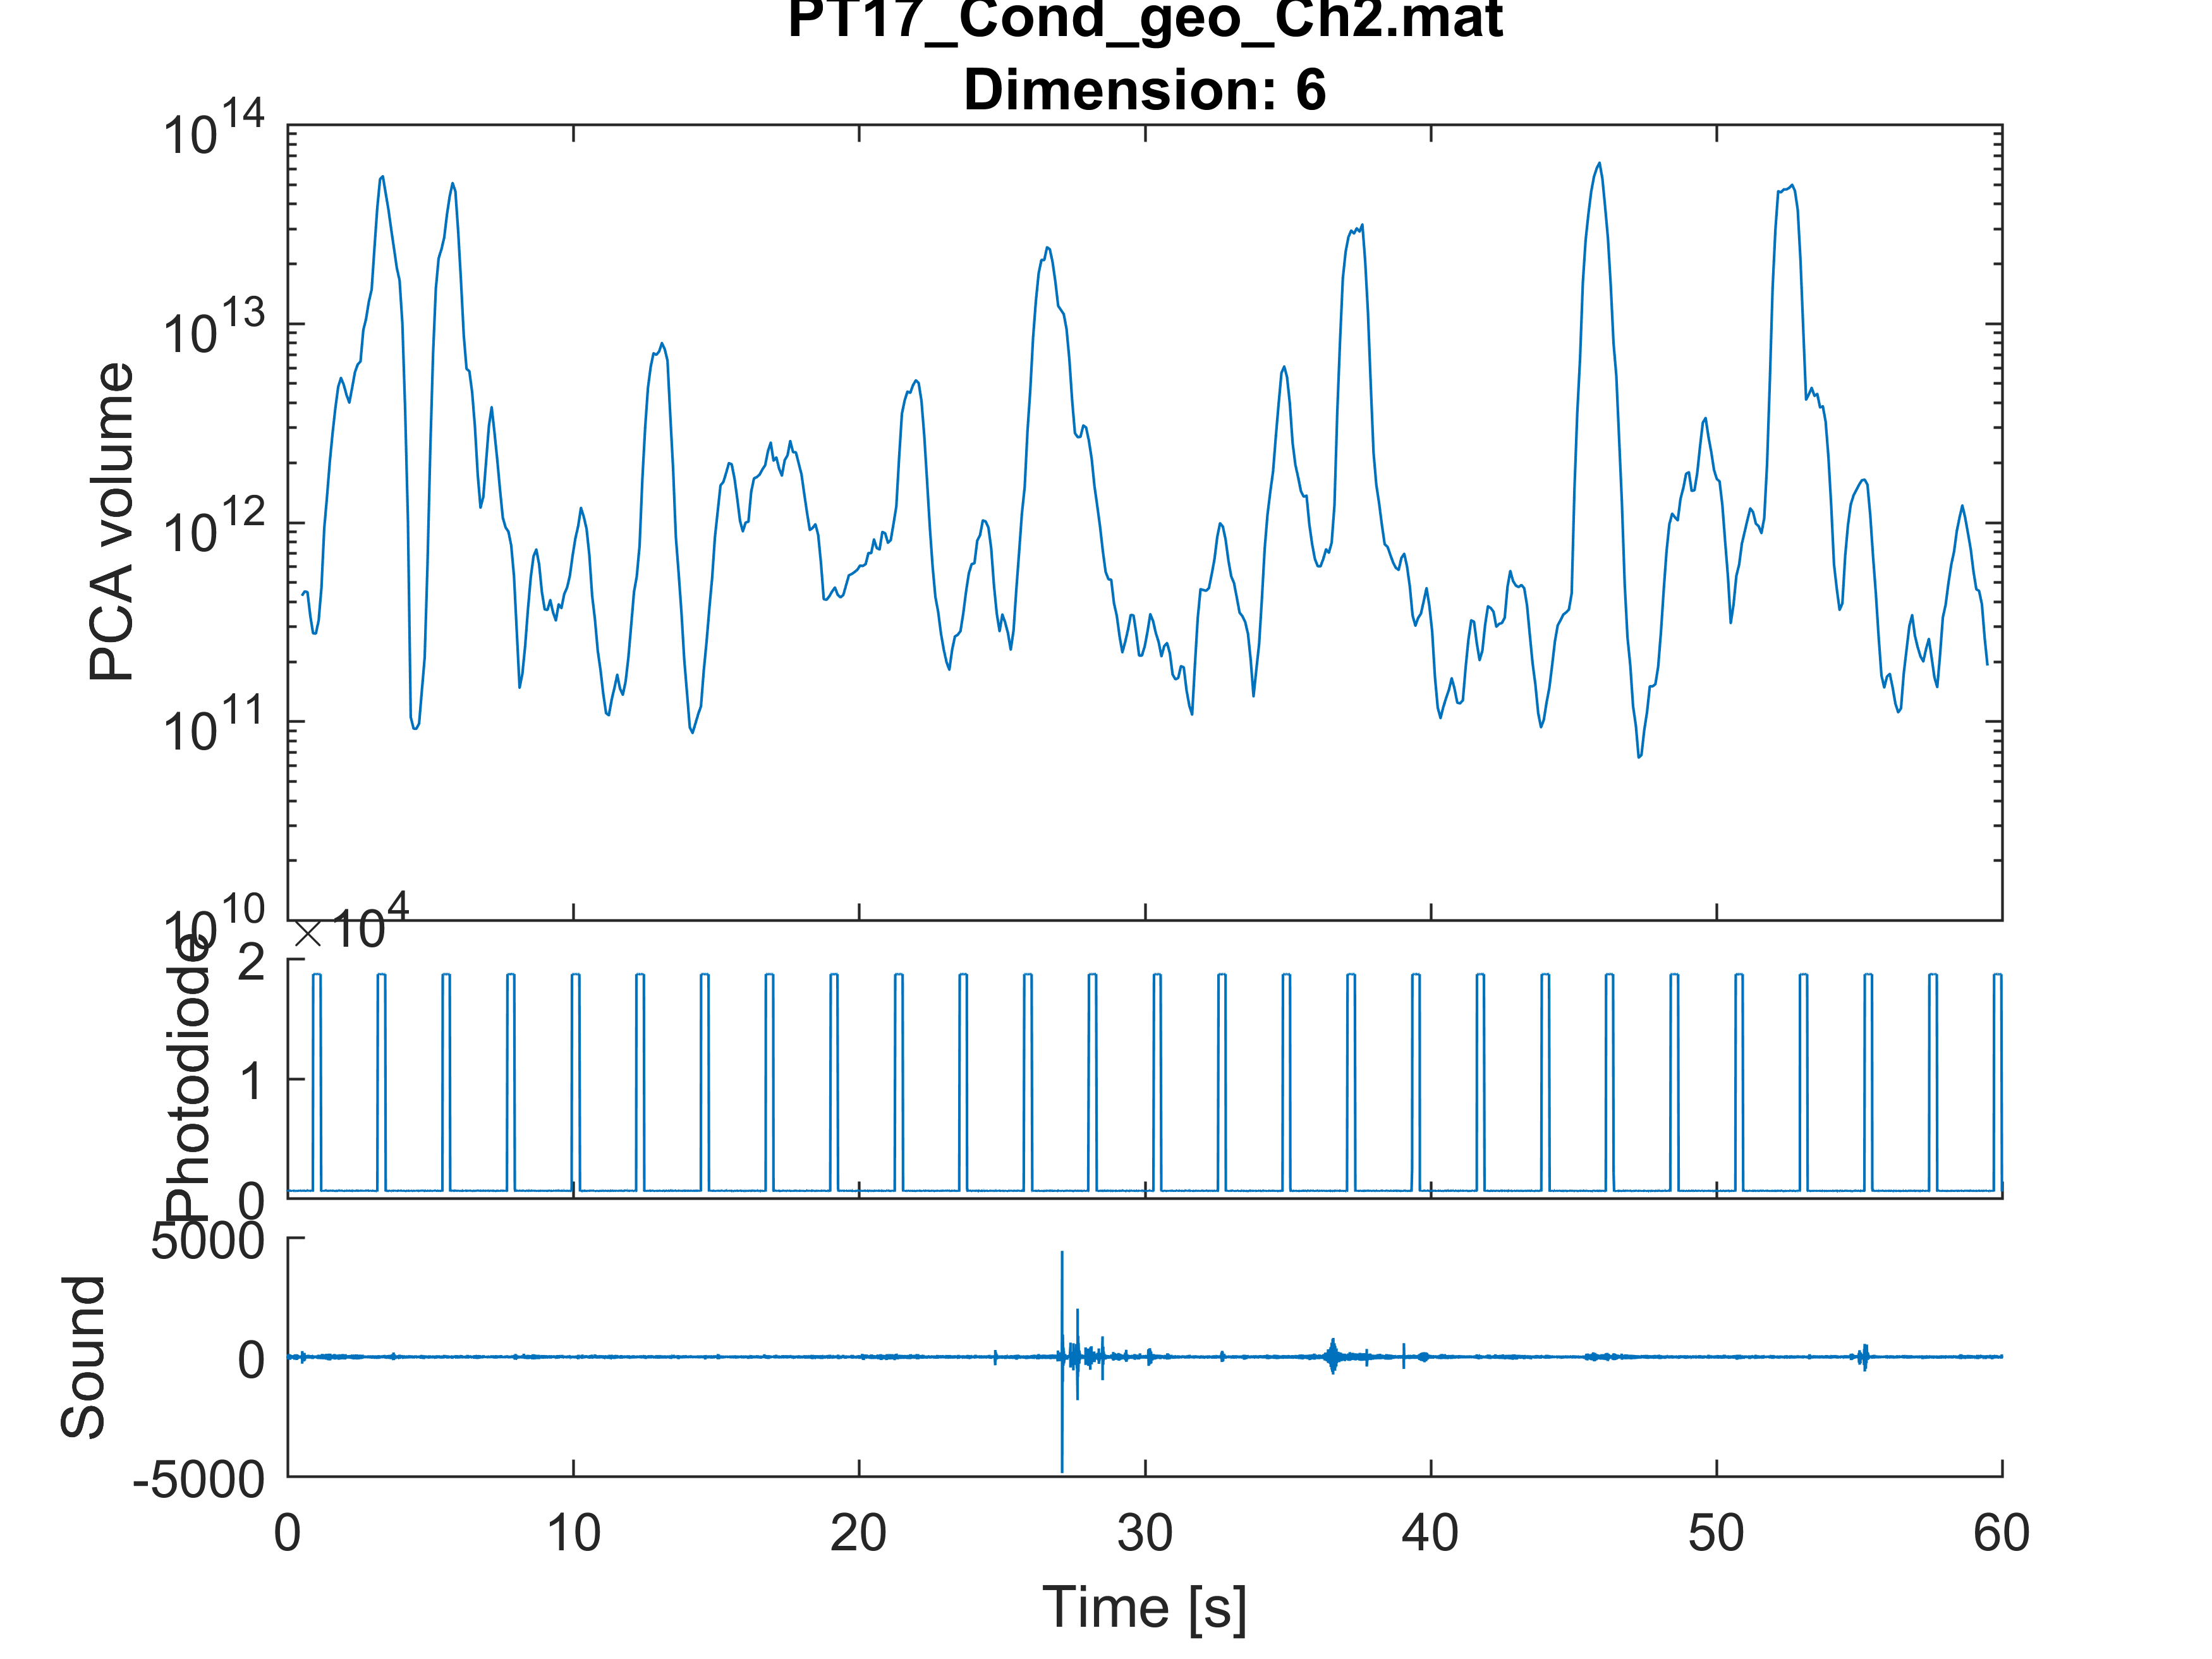 PT17_Cond_geo_Ch2.mat
Dimension: 6
PCA volume
10^14
10^13
10^12
10^11
10^10
× 10^4
Photodiode
2
1
0
Sound
5000
0
-5000
0 10 20 30 40 50 60
Time [s]